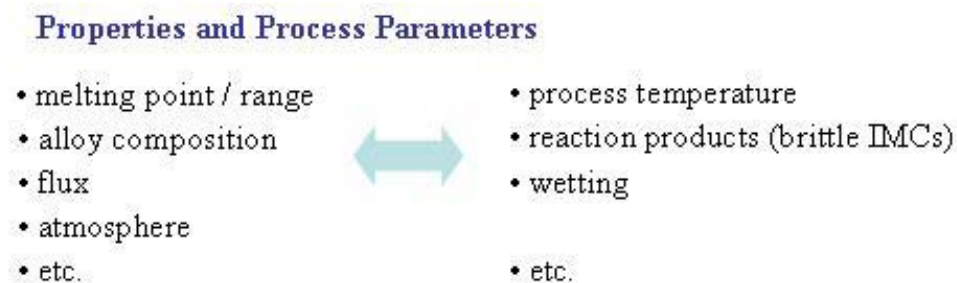 Properties and Process Parameters
• melting point / range
• alloy composition
• flux
• atmosphere
• etc.
• process temperature
• reaction products (brittle IMCs)
• wetting
• etc.